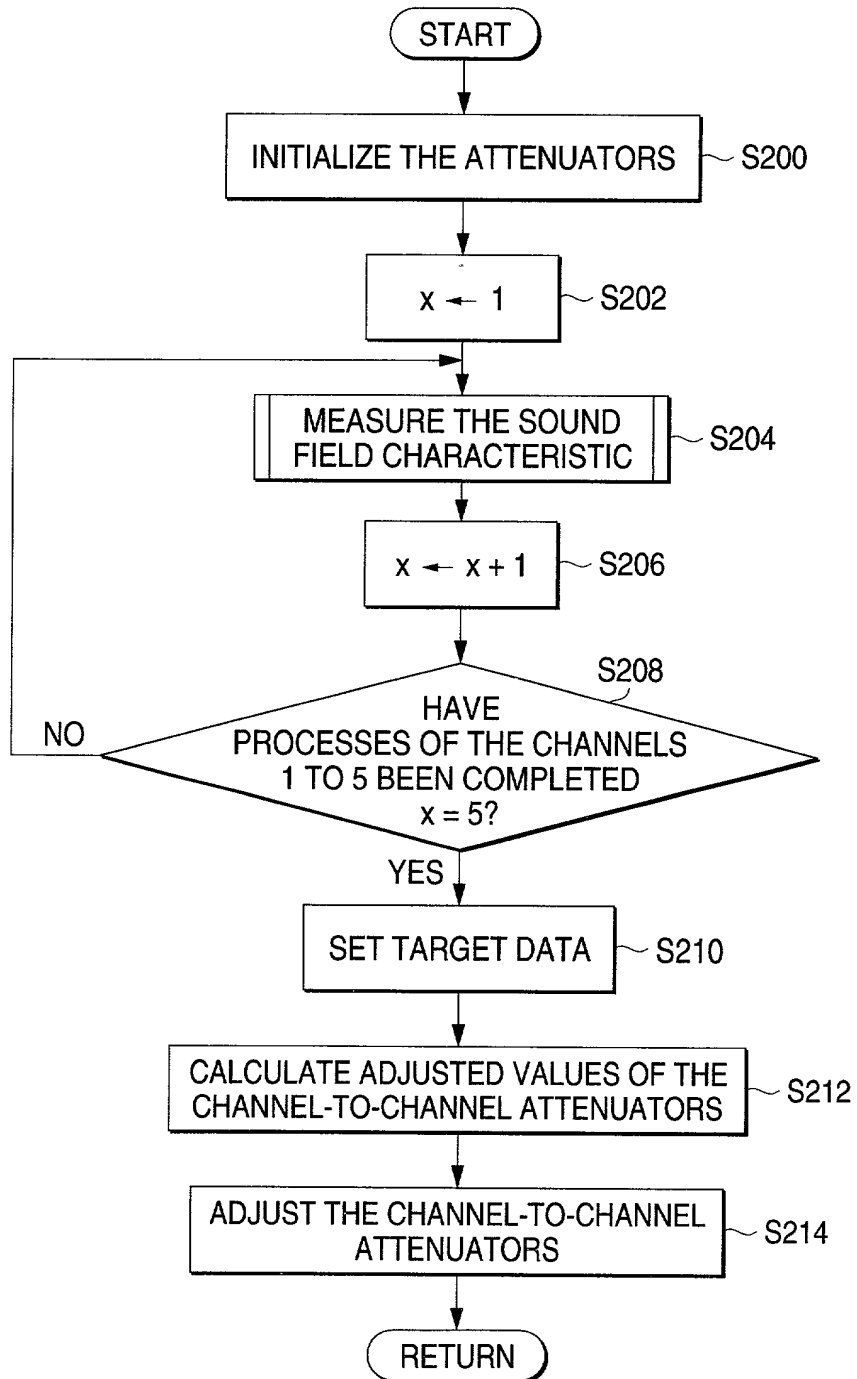 START
INITIALIZE THE ATTENUATORS
S200
x ← 1
S202
MEASURE THE SOUND
FIELD CHARACTERISTIC
S204
x ← x + 1
S206
S208
HAVE
PROCESSES OF THE CHANNELS
1 TO 5 BEEN COMPLETED
x = 5?
NO
YES
SET TARGET DATA
S210
CALCULATE ADJUSTED VALUES OF THE
CHANNEL-TO-CHANNEL ATTENUATORS
S212
ADJUST THE CHANNEL-TO-CHANNEL
ATTENUATORS
S214
RETURN